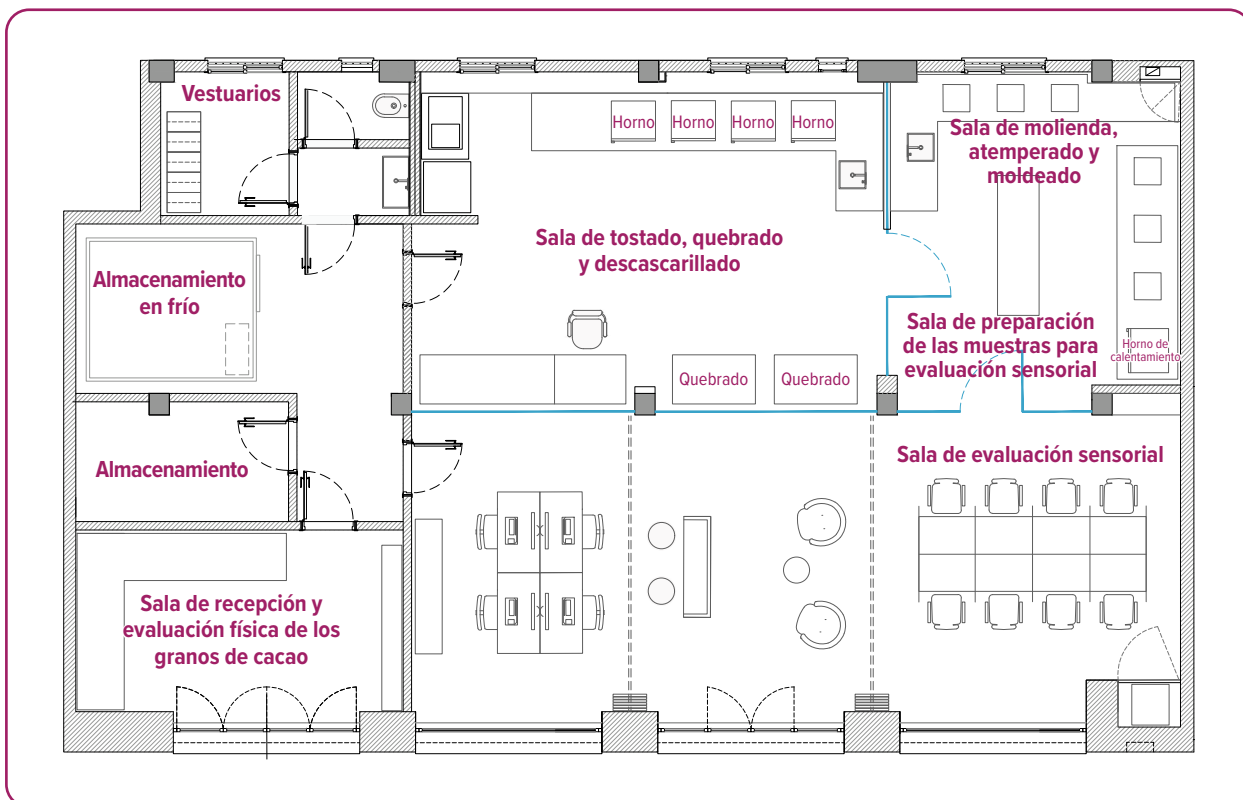 Vestuarios
Horno
Horno
Horno
Horno
Sala de molienda,
atemperado y
moldeado
Sala de tostado, quebrado
y descascarillado
Almacenamiento
en frío
Sala de preparación
de las muestras para
evaluación sensorial
Horno de
calentamiento
Quebrado
Quebrado
Almacenamiento
Sala de evaluación sensorial
Sala de recepción y
evaluación física de los
granos de cacao